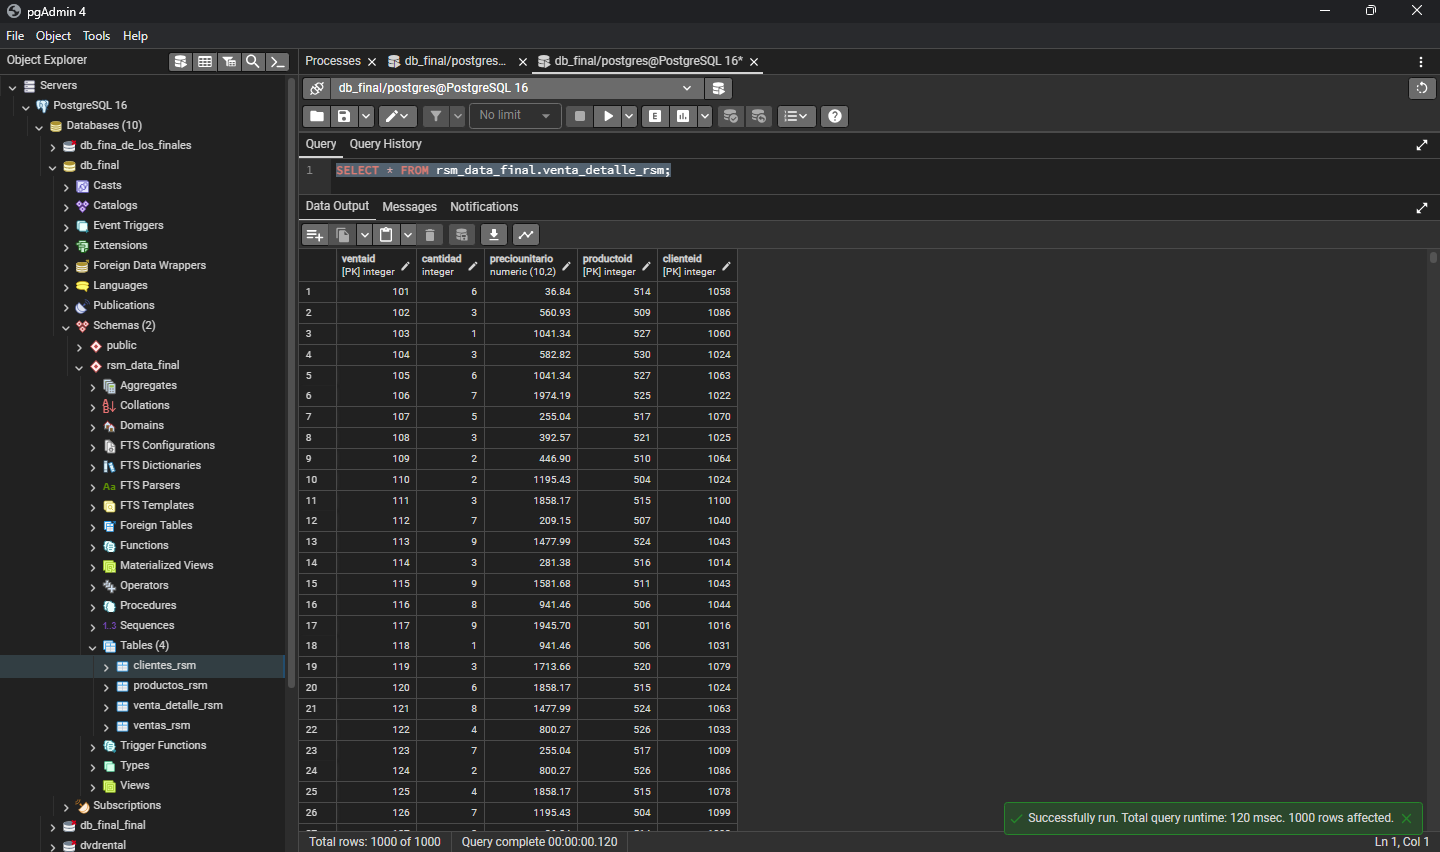 pgAdmin 4
File Object Tools Help
Object Explorer
Servers
PostgreSQL 16
Databases (10)
db_fina_de_los_finales
db_final
Casts
Catalogs
Event Triggers
Extensions
Foreign Data Wrappers
Languages
Publications
Schemas (2)
public
rsm_data_final
Aggregates
Collations
Domains
FTS Configurations
FTS Dictionaries
Aa FTS Parsers
FTS Templates
Foreign Tables
Functions
Materialized Views
Operators
Procedures
1..3 Sequences
Tables (4)
clientes_rsm
productos_rsm
venta_detalle_rsm
ventas_rsm
Trigger Functions
Types
Views
Subscriptions
db_final_final
dvdrental
Processes db_final/postgres... db_final/postgres@PostgreSQL 16*
db_final/postgres@PostgreSQL 16
No limit E
Query Query History
1 SELECT * FROM rsm_data_final.venta_detalle_rsm;
Data Output Messages Notifications
ventaid cantidad preciounitario productoid clienteid
[PK] integer integer numeric (10,2) [PK] integer [PK] integer
1 101 6 36.84 514 1058
2 102 3 560.93 509 1086
3 103 1 1041.34 527 1060
4 104 3 582.82 530 1024
5 105 6 1041.34 527 1063
6 106 7 1974.19 525 1022
7 107 5 255.04 517 1070
8 108 3 392.57 521 1025
9 109 2 446.90 510 1064
10 110 2 1195.43 504 1024
11 111 3 1858.17 515 1100
12 112 7 209.15 507 1040
13 113 9 1477.99 524 1043
14 114 3 281.38 516 1014
15 115 9 1581.68 511 1043
16 116 8 941.46 506 1044
17 117 9 1945.70 501 1016
18 118 1 941.46 506 1031
19 119 3 1713.66 520 1079
20 120 6 1858.17 515 1024
21 121 8 1477.99 524 1063
22 122 4 800.27 526 1033
23 123 7 255.04 517 1009
24 124 2 800.27 526 1086
25 125 4 1858.17 515 1078
26 126 7 1195.43 504 1099
Successfully run. Total query runtime: 120 msec. 1000 rows affected.
Total rows: 1000 of 1000 Query complete 00:00:00.120 Ln 1, Col 1